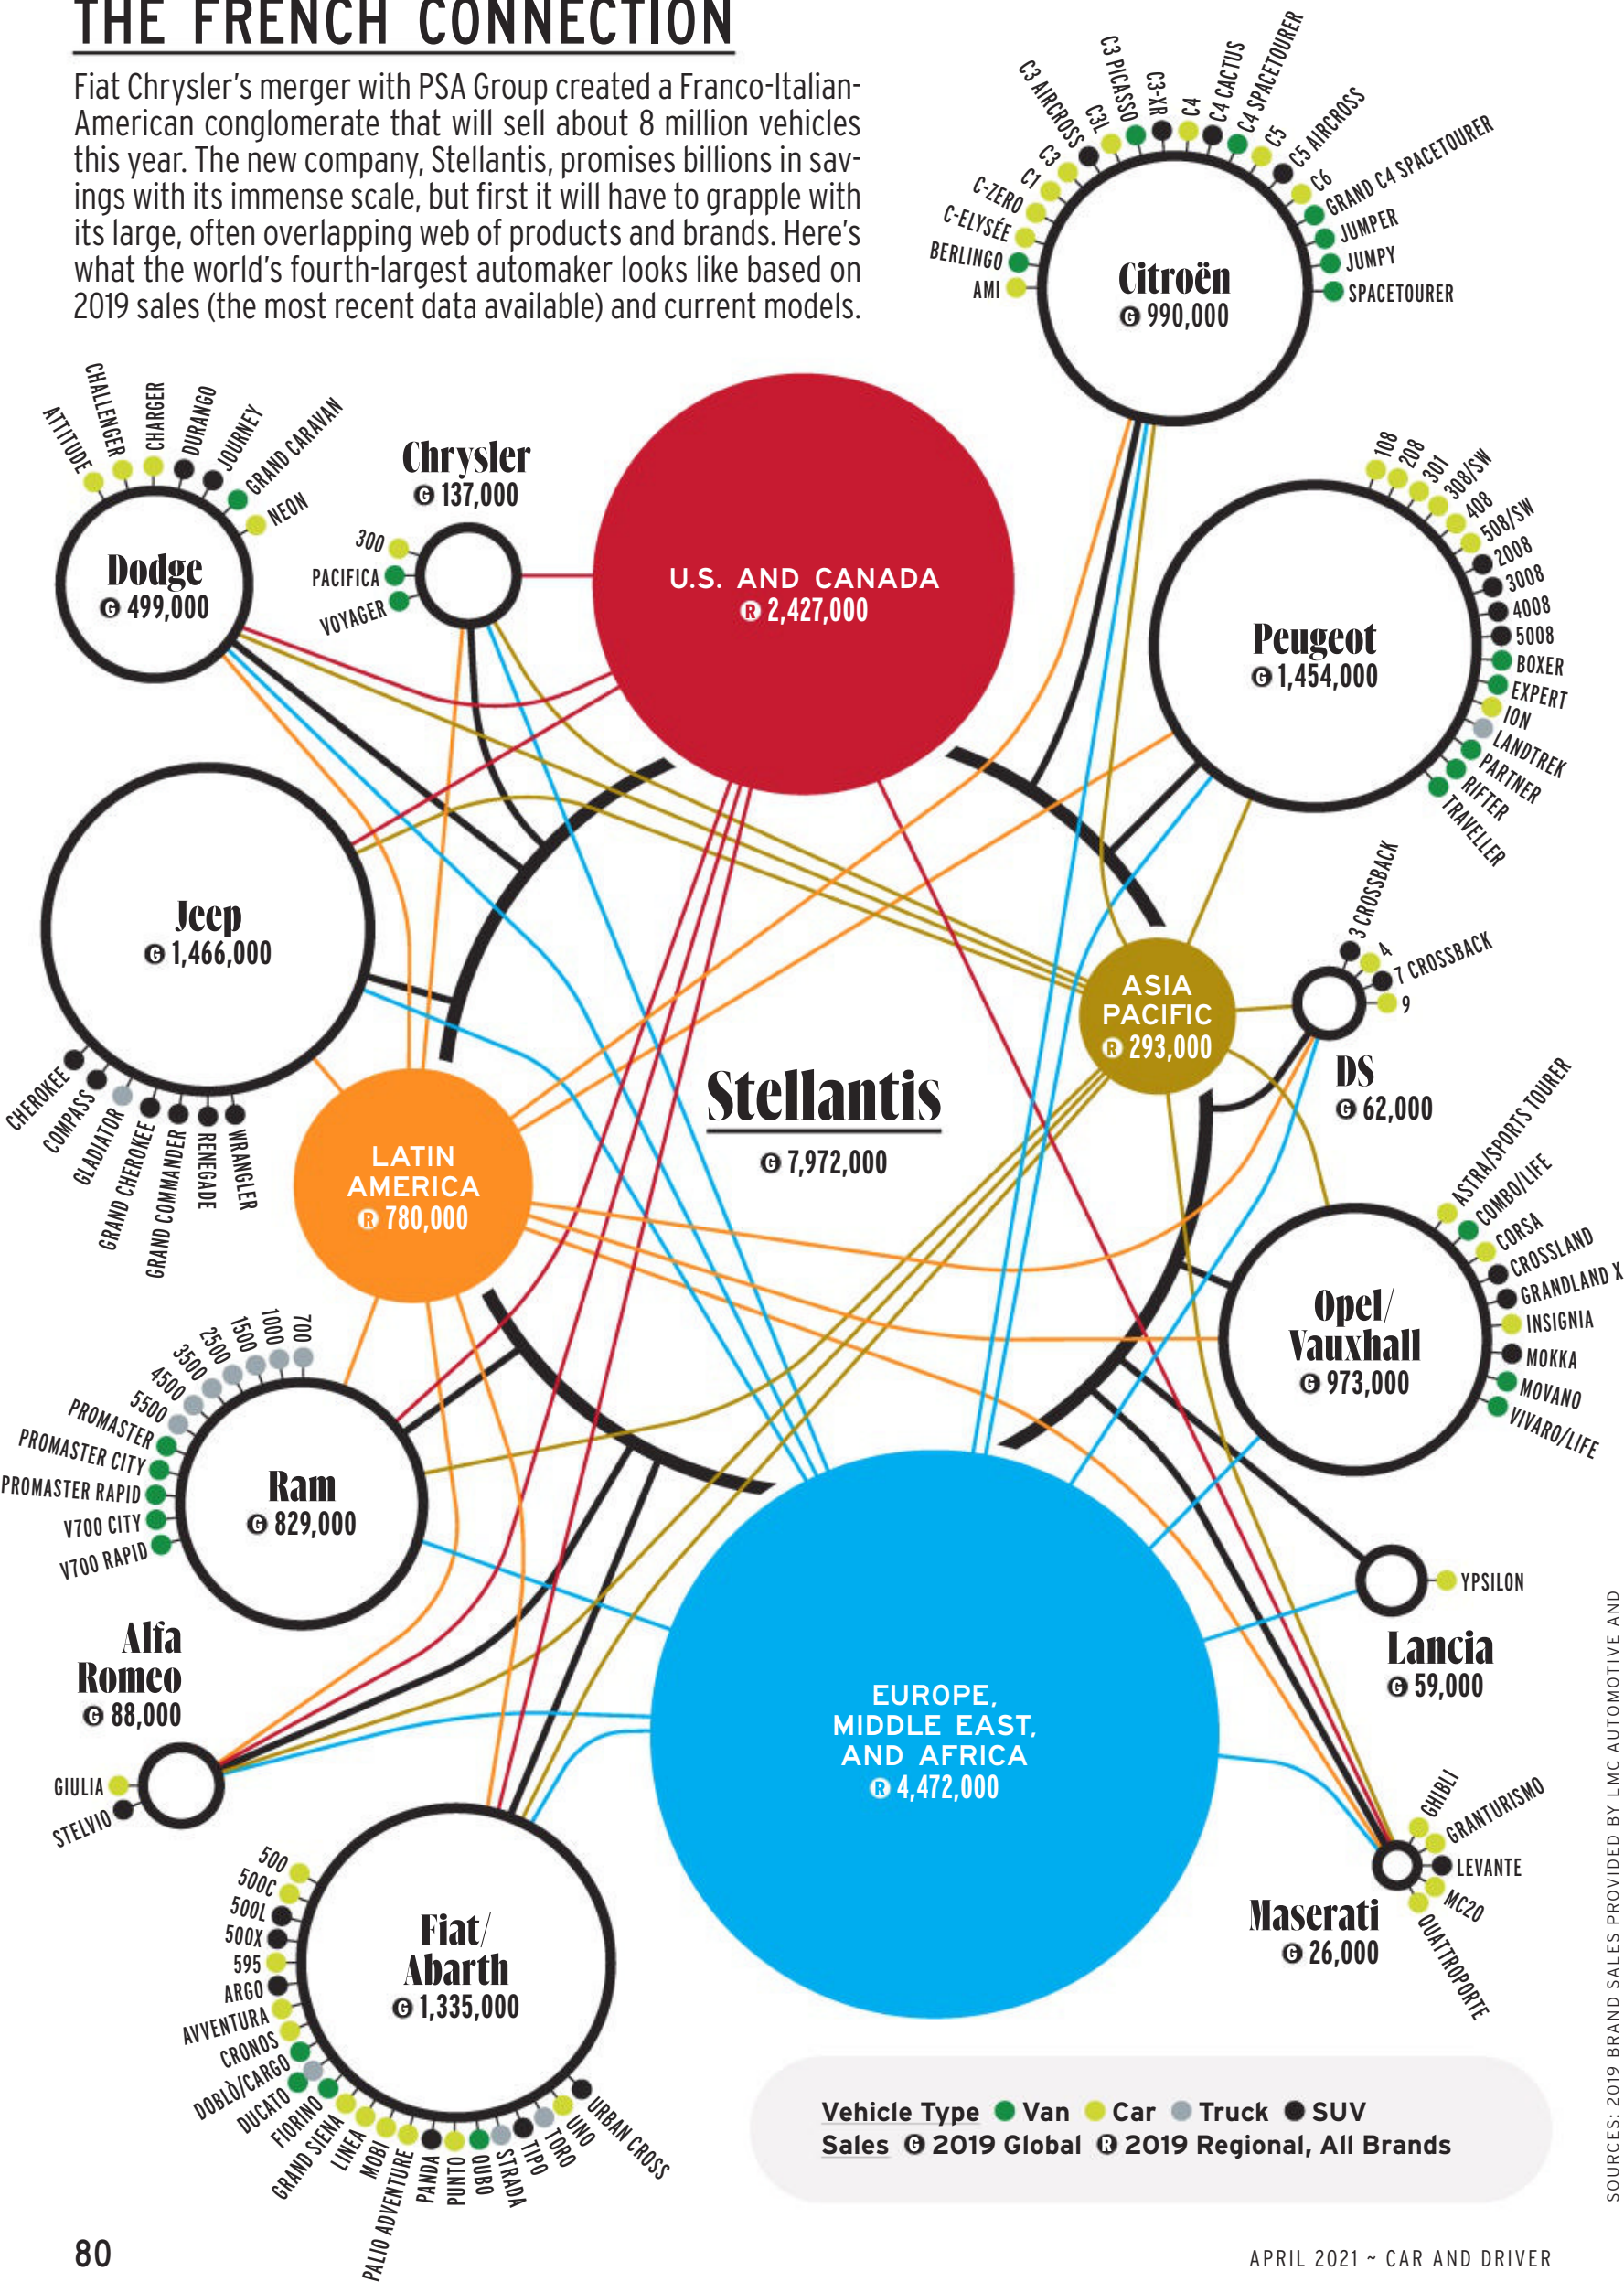 THE FRENCH CONNECTION
Fiat Chrysler's merger with PSA Group created a Franco-Italian-
American conglomerate that will sell about 8 million vehicles
this year. The new company, Stellantis, promises billions in sav-
ings with its immense scale, but first it will have to grapple with
its large, often overlapping web of products and brands. Here's
what the world's fourth-largest automaker looks like based on
2019 sales (the most recent data available) and current models.
AMI
BERLINGO
C-ELYSÉE
C-ZERO
C1
C3
C3 AIRCROSS
C3L
C3 PICASSO
C3-XR
C4
C4 CACTUS
C4 SPACETOURER
C5
C5 AIRCROSS
C6
GRAND C4 SPACETOURER
JUMPER
JUMPY
SPACETOURER
Citroën
G 990,000
ATTITUDE
CHALLENGER
CHARGER
DURANGO
JOURNEY
GRAND CARAVAN
NEON
Dodge
G 499,000
Chrysler
G 137,000
300
PACIFICA
VOYAGER
U.S. AND CANADA
R 2,427,000
108
208
301
308/SW
408
508/SW
2008
3008
4008
5008
BOXER
EXPERT
ION
LANDTREK
PARTNER
RIFTER
TRAVELLER
Peugeot
G 1,454,000
Jeep
G 1,466,000
CHEROKEE
COMPASS
GLADIATOR
GRAND CHEROKEE
GRAND COMMANDER
RENEGADE
WRANGLER
ASIA
PACIFIC
R 293,000
3 CROSSBACK
4
7 CROSSBACK
9
DS
G 62,000
Stellantis
G 7,972,000
LATIN
AMERICA
R 780,000
ASTRA/SPORTS TOURER
COMBO/LIFE
CORSA
CROSSLAND
GRANDLAND X
INSIGNIA
MOKKA
MOVANO
VIVARO/LIFE
Opel/
Vauxhall
G 973,000
700
1000
1500
2500
3500
4500
5500
PROMASTER
PROMASTER CITY
PROMASTER RAPID
V700 CITY
V700 RAPID
Ram
G 829,000
YPSILON
Lancia
G 59,000
Alfa
Romeo
G 88,000
GIULIA
STELVIO
EUROPE,
MIDDLE EAST,
AND AFRICA
R 4,472,000
GHIBLI
GRANTURISMO
LEVANTE
MC20
QUATTROPORTE
Maserati
G 26,000
500
500C
500L
500X
595
ARGO
AVVENTURA
CRONOS
DOBLÒ/CARGO
DUCATO
FIORINO
GRAND SIENA
LINEA
MOBI
PALIO ADVENTURE
PANDA
PUNTO
QUBO
STRADA
TIPO
TORO
UNO
URBAN CROSS
Fiat/
Abarth
G 1,335,000
Vehicle Type Van Car Truck SUV
Sales G 2019 Global R 2019 Regional, All Brands
SOURCES: 2019 BRAND SALES PROVIDED BY LMC AUTOMOTIVE AND
80
APRIL 2021 ~ CAR AND DRIVER